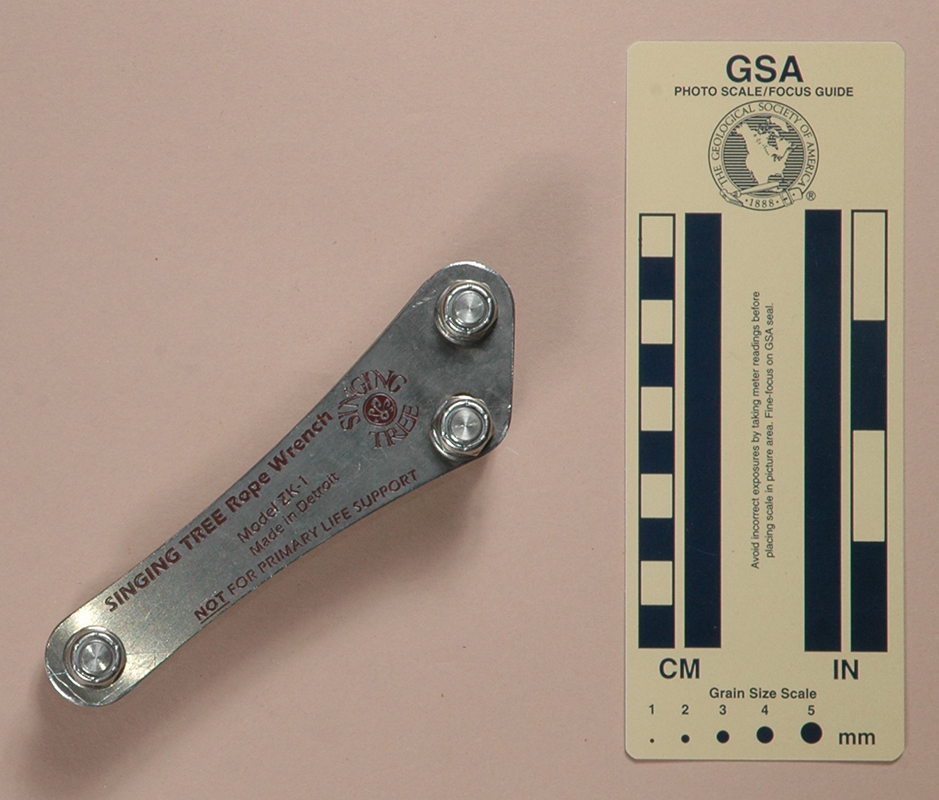 SINGING
TREE
SINGING TREE Rope Wrench
Model ZK-1
Made in Detroit
NOT FOR PRIMARY LIFE SUPPORT
GSA
PHOTO SCALE/FOCUS GUIDE
THE GEOLOGICAL SOCIETY OF AMERICA
· 1888 ·
®
Avoid incorrect exposures by taking meter readings before
placing scale in picture area. Fine-focus on GSA seal.
CM IN
Grain Size Scale
1 2 3 4 5
mm